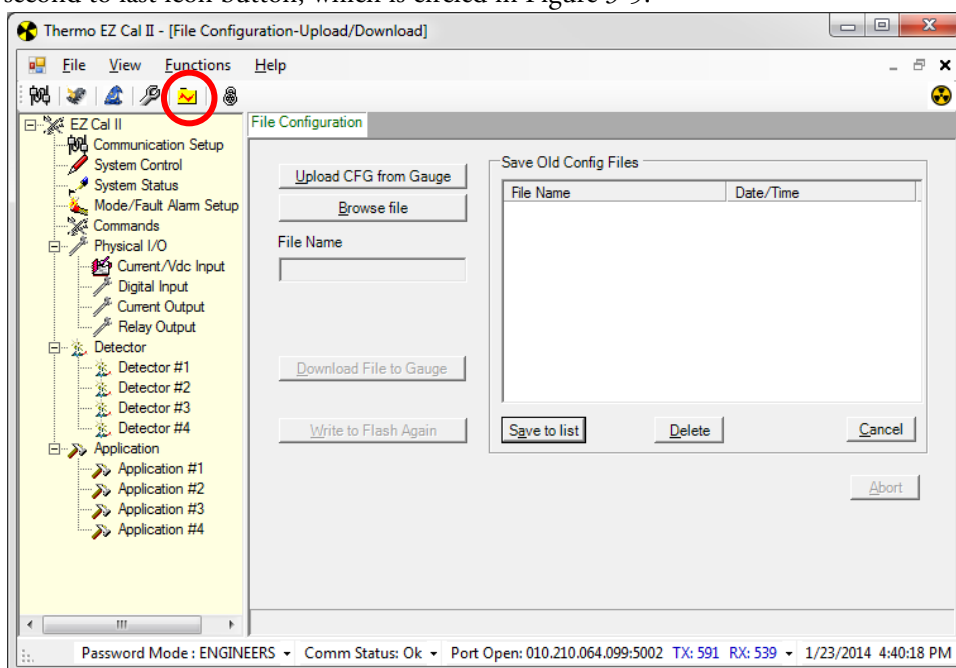 second to last icon button, which is circled in Figure 3-9.
Thermo EZ Cal II - [File Configuration-Upload/Download]
File View Functions Help
EZ Cal II
Communication Setup
System Control
System Status
Mode/Fault Alarm Setup
Commands
Physical I/O
Current/Vdc Input
Digital Input
Current Output
Relay Output
Detector
Detector #1
Detector #2
Detector #3
Detector #4
Application
Application #1
Application #2
Application #3
Application #4
File Configuration
Upload CFG from Gauge
Browse file
File Name
Download File to Gauge
Write to Flash Again
Save Old Config Files
File Name Date/Time
Save to list Delete Cancel
Abort
Password Mode : ENGINEERS Comm Status: Ok Port Open: 010.210.064.099:5002 TX: 591 RX: 539 1/23/2014 4:40:18 PM